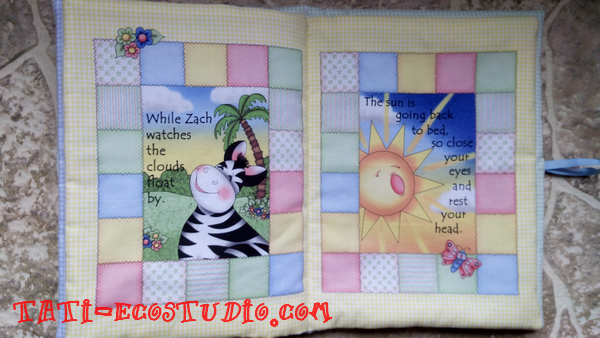 While Zach
watches
the
clouds
float
by.
The sun is
going back
to bed,
so close
your
eyes
and
rest
your
head.
TATI-ECOSTUDIO.COM